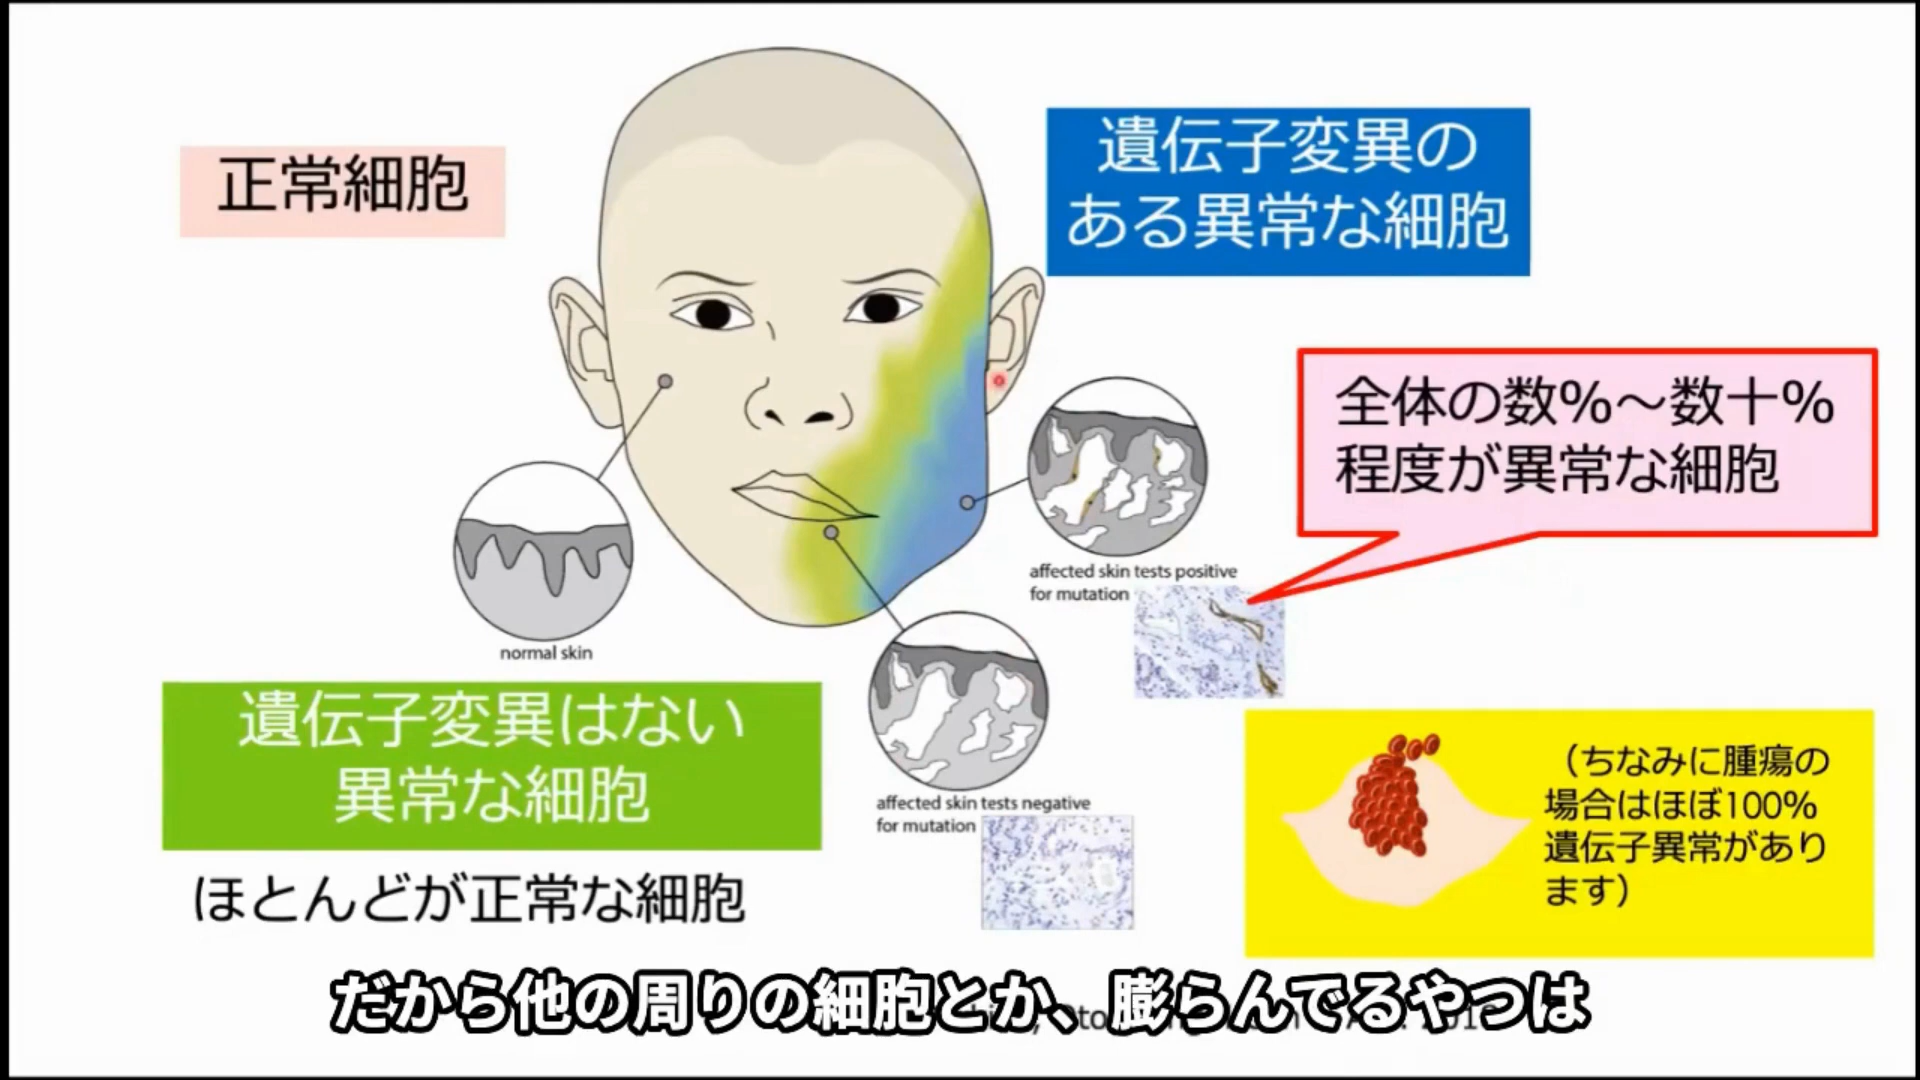 正常細胞
遺伝子変異の
ある異常な細胞
全体の数%～数十%
程度が異常な細胞
affected skin tests positive
for mutation
normal skin
遺伝子変異はない
異常な細胞
ほとんどが正常な細胞
affected skin tests negative
for mutation
（ちなみに腫瘍の
場合はほぼ100%
遺伝子異常があり
ます）
だから他の周りの細胞とか、膨らんでるやつは